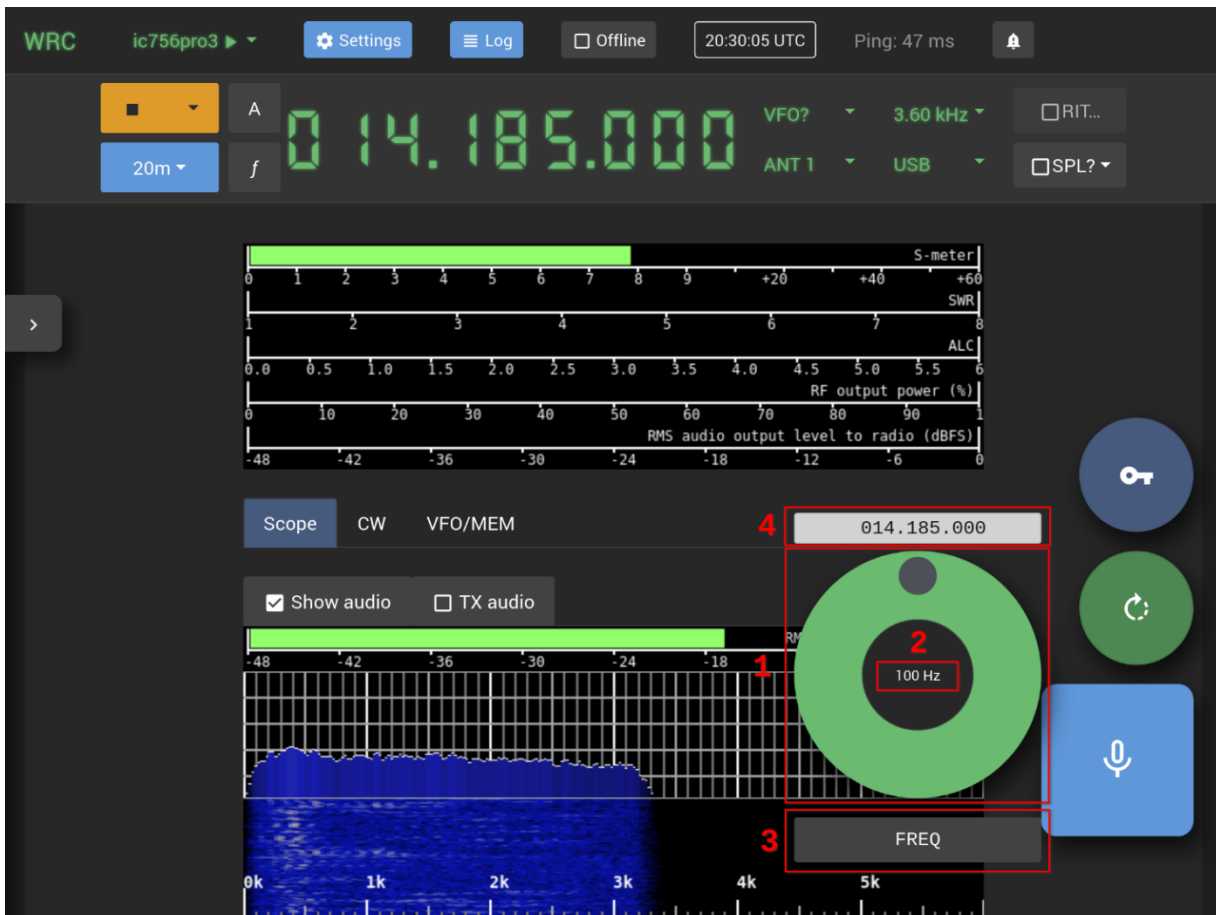 WRC ic756pro3 Settings Log Offline 20:30:05 UTC Ping: 47 ms
A 014.185.000 VFO? 3.60 kHz RIT...
20m f ANT 1 USB SPL?
S-meter
0 1 2 3 4 5 6 7 8 9 +20 +40 +60
SWR
1 2 3 4 5 6 7 8
ALC
0.0 0.5 1.0 1.5 2.0 2.5 3.0 3.5 4.0 4.5 5.0 5.5 6
RF output power (%)
0 10 20 30 40 50 60 70 80 90 1
RMS audio output level to radio (dBFS)
-48 -42 -36 -30 -24 -18 -12 -6 0
Scope CW VFO/MEM 4 014.185.000
Show audio TX audio
RM
-48 -42 -36 -30 -24 -18
1
2
100 Hz
3 FREQ
0k 1k 2k 3k 4k 5k